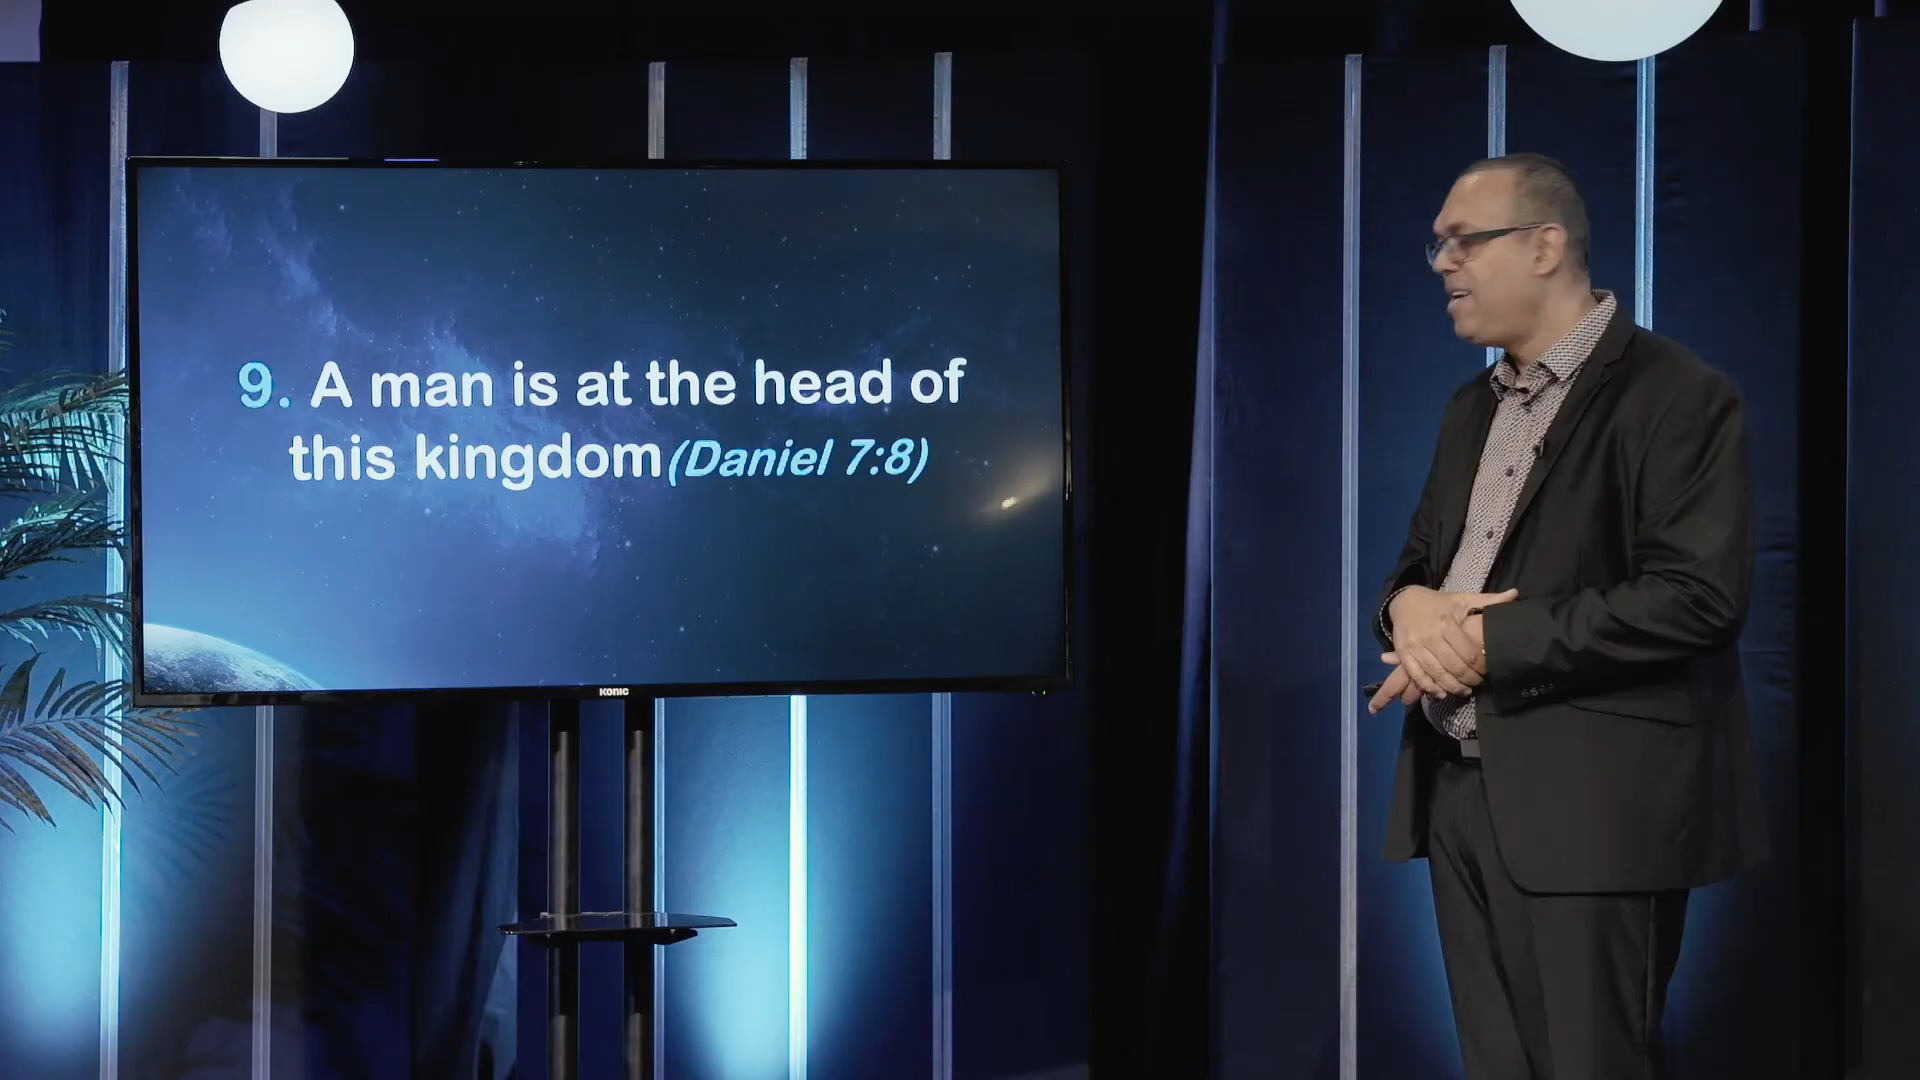 9. A man is at the head of
this kingdom (Daniel 7:8)
KONIC